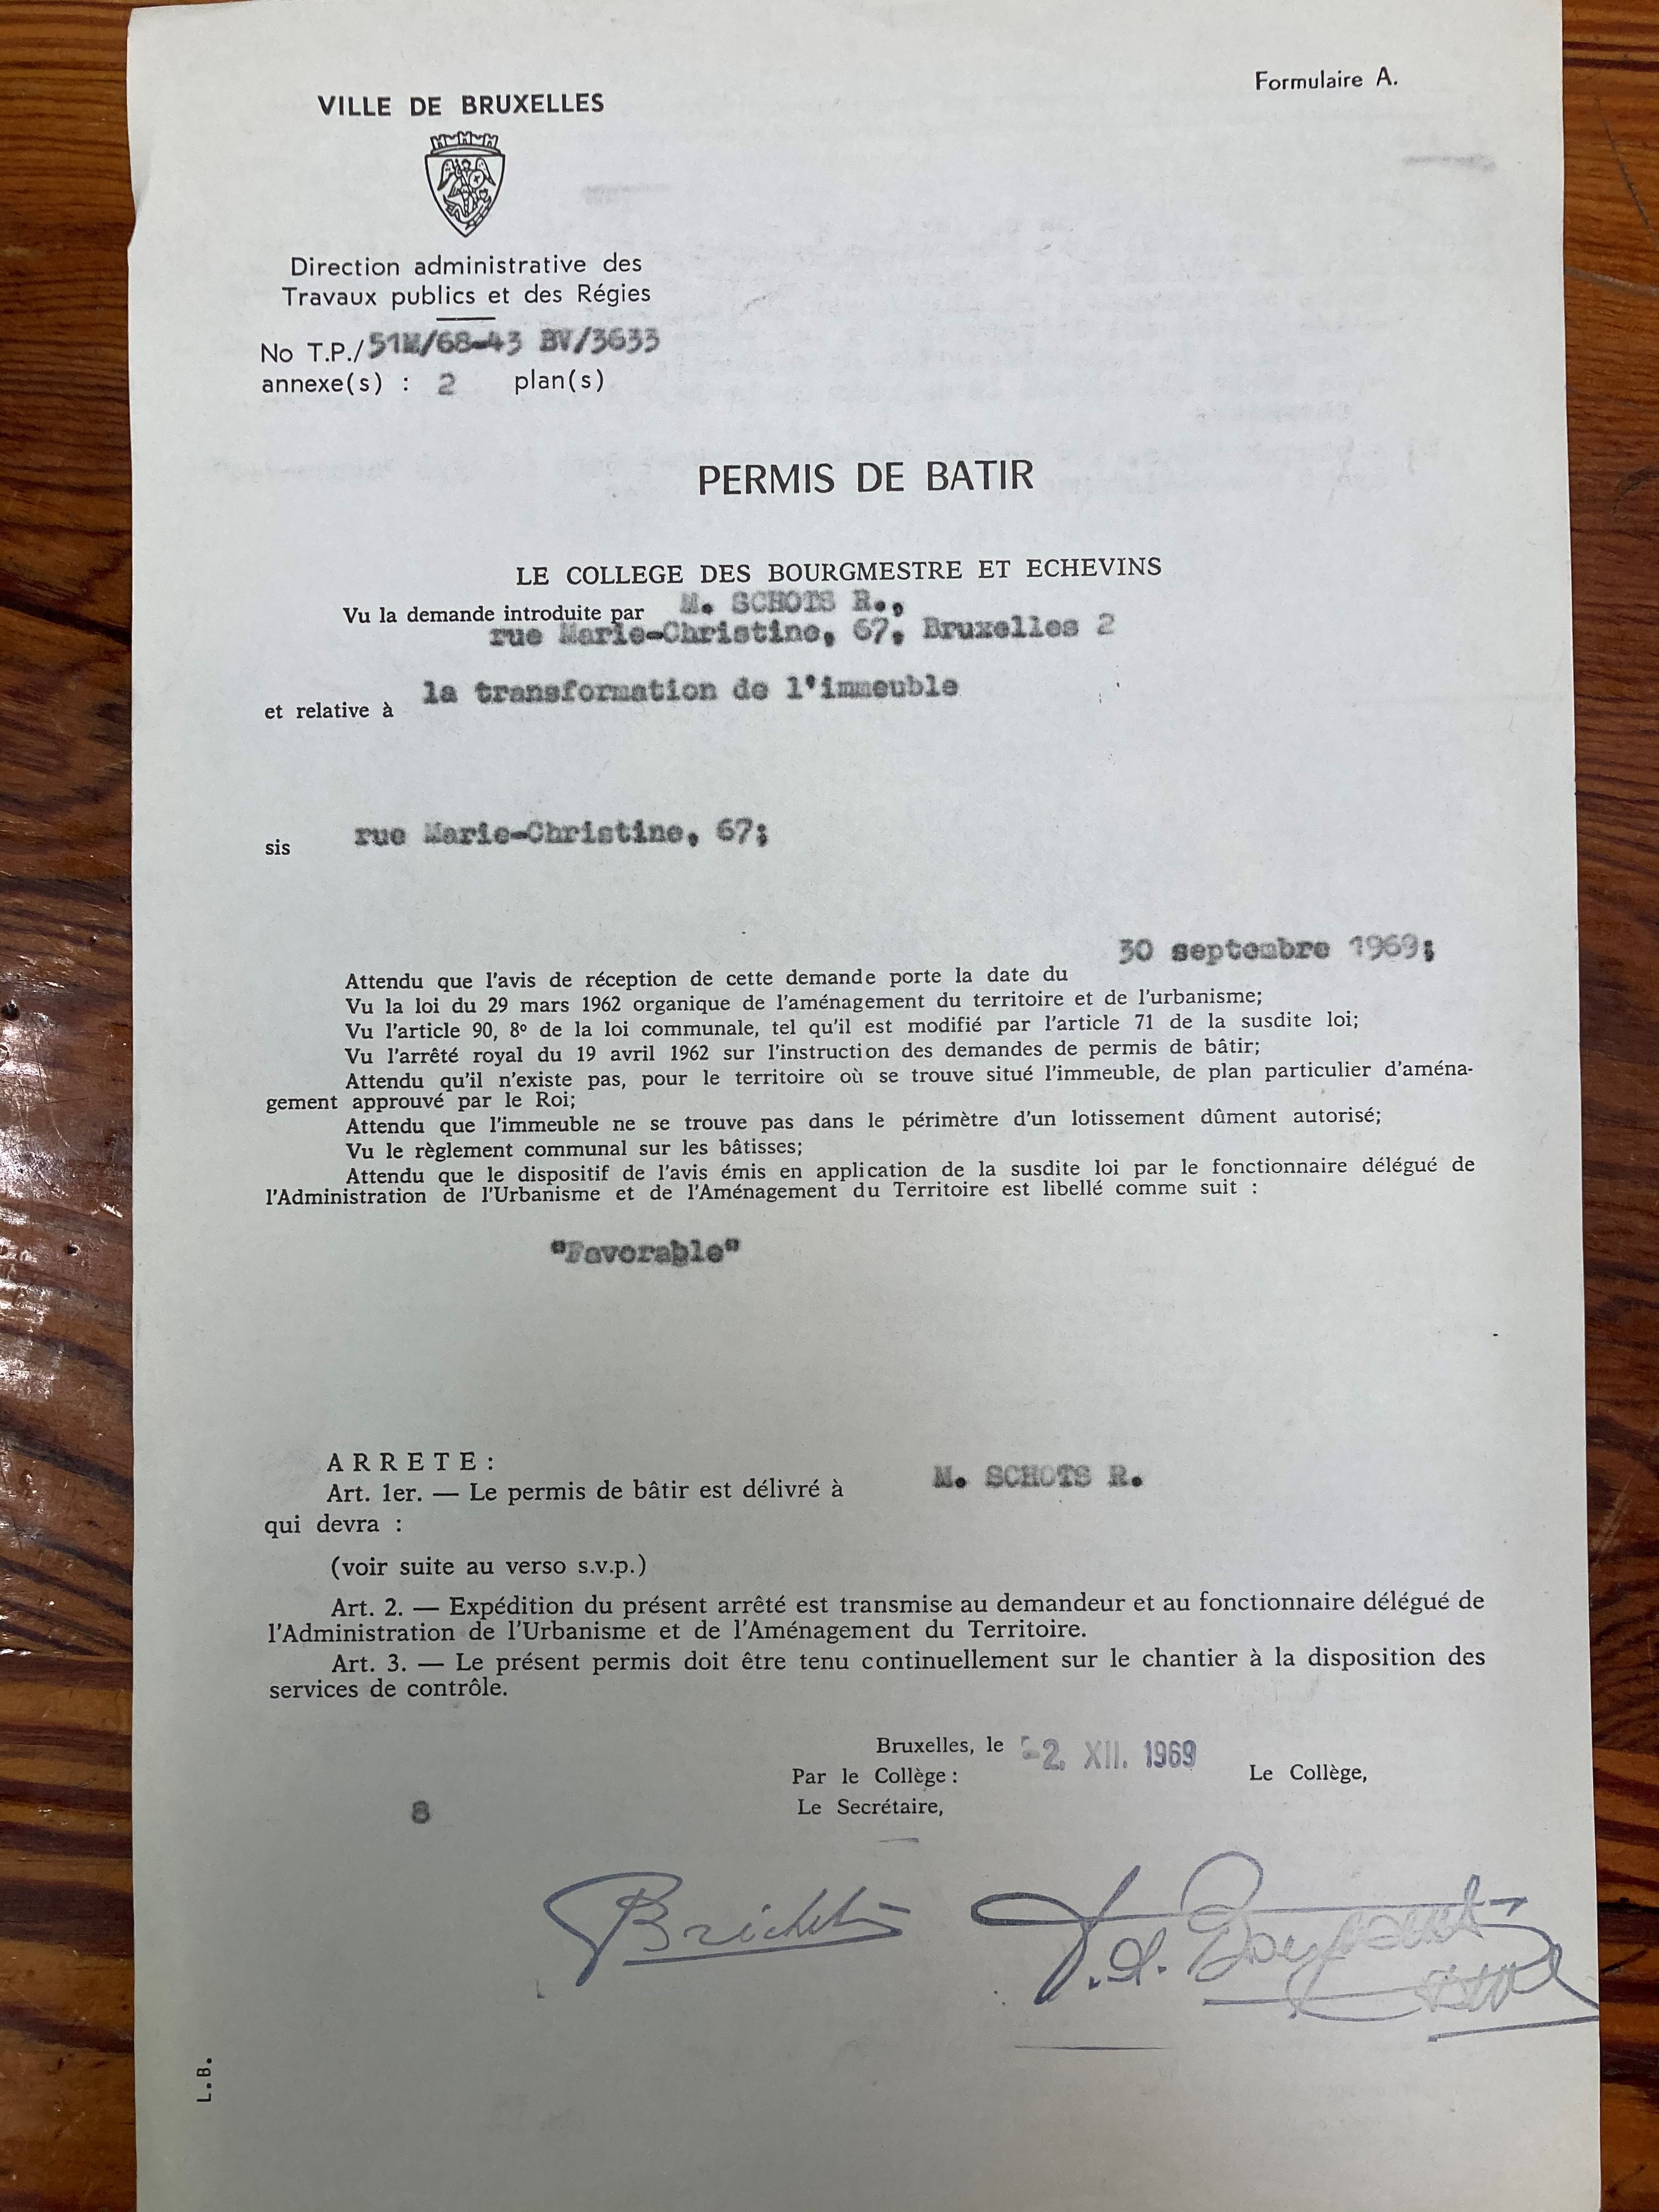 Formulaire A.
VILLE DE BRUXELLES
Direction administrative des
Travaux publics et des Régies
No T.P./51M/68-43 BV/3633
annexe(s) : 2 plan(s)
PERMIS DE BATIR
LE COLLEGE DES BOURGMESTRE ET ECHEVINS
Vu la demande introduite par M. SCHOTS R.,
rue Marie-Christine, 67, Bruxelles 2
et relative à la transformation de l'immeuble
sis rue Marie-Christine, 67;
Attendu que l'avis de réception de cette demande porte la date du 30 septembre 1969;
Vu la loi du 29 mars 1962 organique de l'aménagement du territoire et de l'urbanisme;
Vu l'article 90, 8º de la loi communale, tel qu'il est modifié par l'article 71 de la susdite loi;
Vu l'arrêté royal du 19 avril 1962 sur l'instruction des demandes de permis de bâtir;
Attendu qu'il n'existe pas, pour le territoire où se trouve situé l'immeuble, de plan particulier d'aména-
gement approuvé par le Roi;
Attendu que l'immeuble ne se trouve pas dans le périmètre d'un lotissement dûment autorisé;
Vu le règlement communal sur les bâtisses;
Attendu que le dispositif de l'avis émis en application de la susdite loi par le fonctionnaire délégué de
l'Administration de l'Urbanisme et de l'Aménagement du Territoire est libellé comme suit :
"Favorable"
ARRETE:
Art. 1er. — Le permis de bâtir est délivré à M. SCHOTS R.
qui devra :
(voir suite au verso s.v.p.)
Art. 2. — Expédition du présent arrêté est transmise au demandeur et au fonctionnaire délégué de
l'Administration de l'Urbanisme et de l'Aménagement du Territoire.
Art. 3. — Le présent permis doit être tenu continuellement sur le chantier à la disposition des
services de contrôle.
Bruxelles, le -2. XII. 1969
Par le Collège : Le Collège,
8 Le Secrétaire,
L.B.